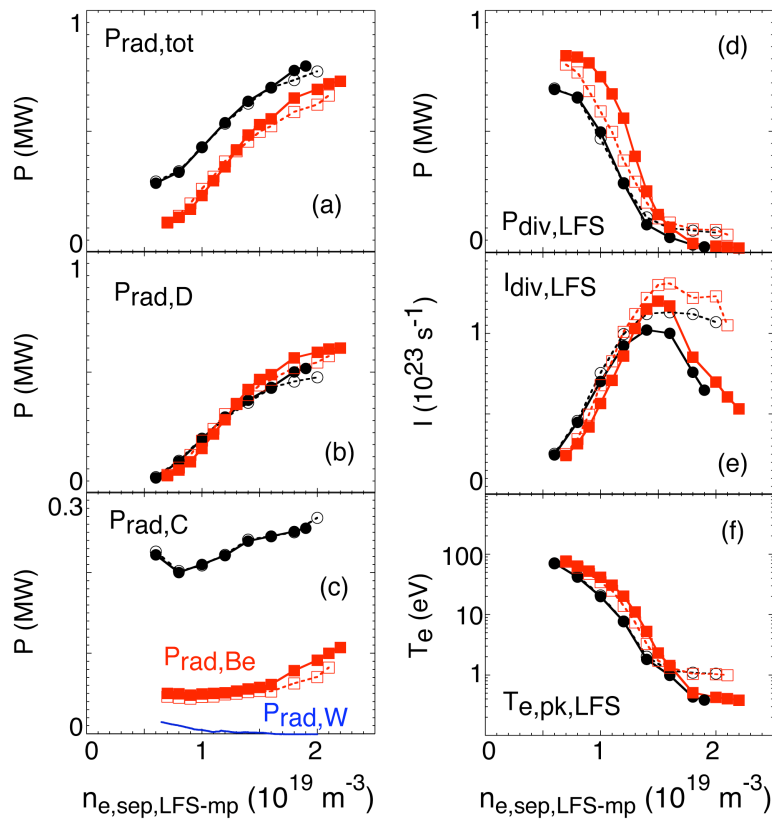 1
P_rad,tot
P (MW)
(a)
0
1
P_rad,D
P (MW)
(b)
0
0.3
P_rad,C
P (MW)
(c)
P_rad,Be
P_rad,W
0
0 1 2
n_e,sep,LFS-mp (10^19 m^-3)
1
(d)
P (MW)
P_div,LFS
0
I_div,LFS
1
I (10^23 s^-1)
(e)
0
(f)
100
10
1
T_e (eV)
T_e,pk,LFS
0 1 2
n_e,sep,LFS-mp (10^19 m^-3)